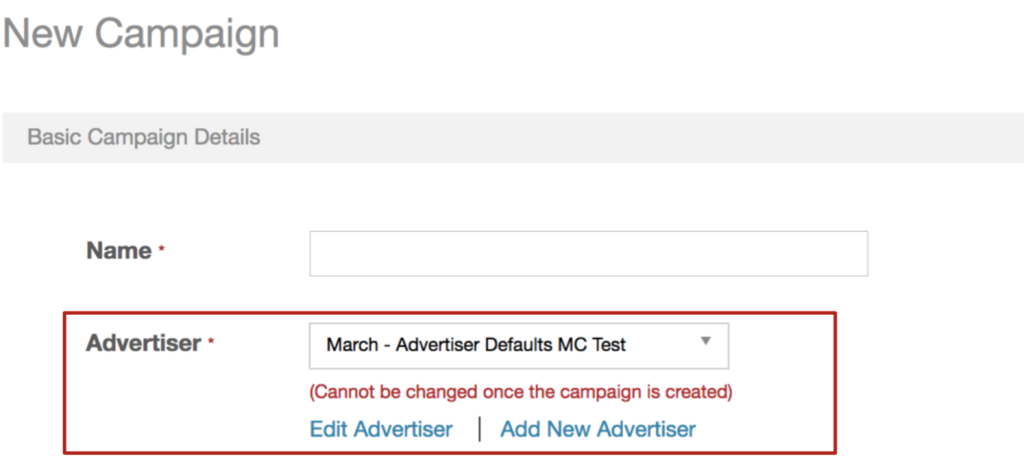 New Campaign
Basic Campaign Details
Name *
Advertiser *
March - Advertiser Defaults MC Test
(Cannot be changed once the campaign is created)
Edit Advertiser | Add New Advertiser